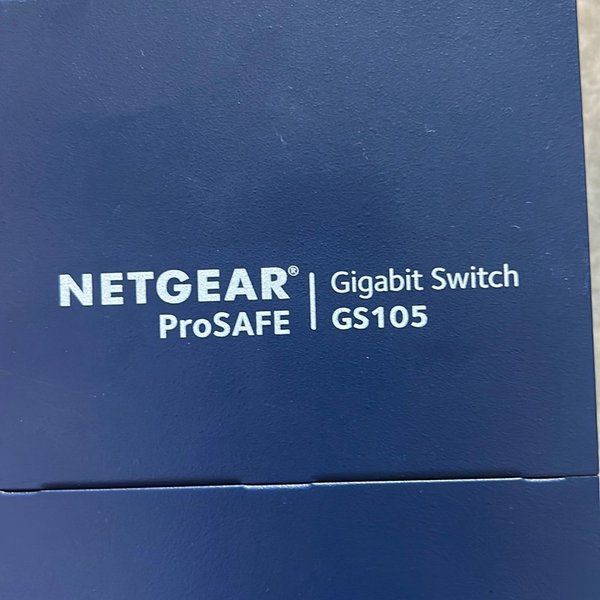 NETGEAR® | Gigabit Switch
ProSAFE | GS105